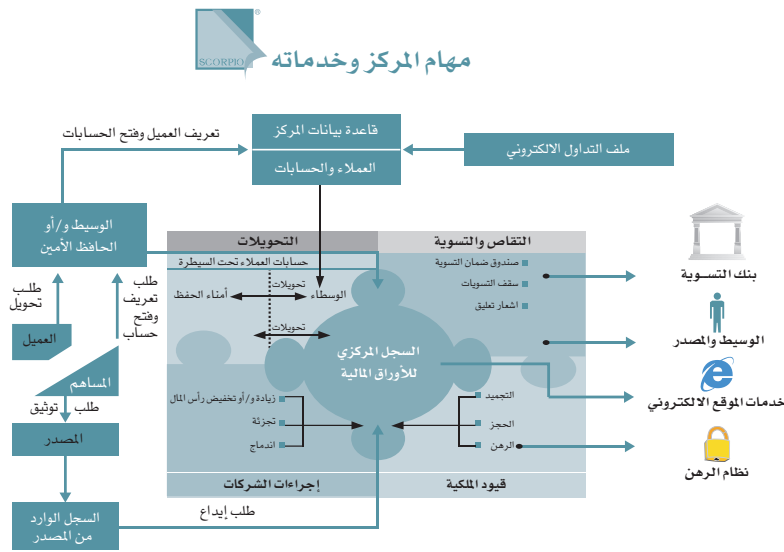 SCORPIO
®
مهام المركز وخدماته
تعريف العميل وفتح الحسابات
قاعدة بيانات المركز
العملاء والحسابات
ملف التداول الالكتروني
الوسيط و/أو
الحافظ الأمين
التحويلات
التقاص والتسوية
حسابات العملاء تحت السيطرة
صندوق ضمان التسوية
سقف التسويات
اشعار تعليق
أمناء الحفظ
تحويلات
الوسطاء
تحويلات
السجل المركزي
للأوراق المالية
بنك التسوية
الوسيط والمصدر
خدمات الموقع الالكتروني
نظام الرهن
طلب
تحويل
طلب
تعريف
وفتح
حساب
العميل
المساهم
طلب
توثيق
المصدر
السجل الوارد
من المصدر
طلب إيداع
زيادة و/أو تخفيض رأس المال
تجزئة
اندماج
التجميد
الحجز
الرهن
إجراءات الشركات
قيود الملكية